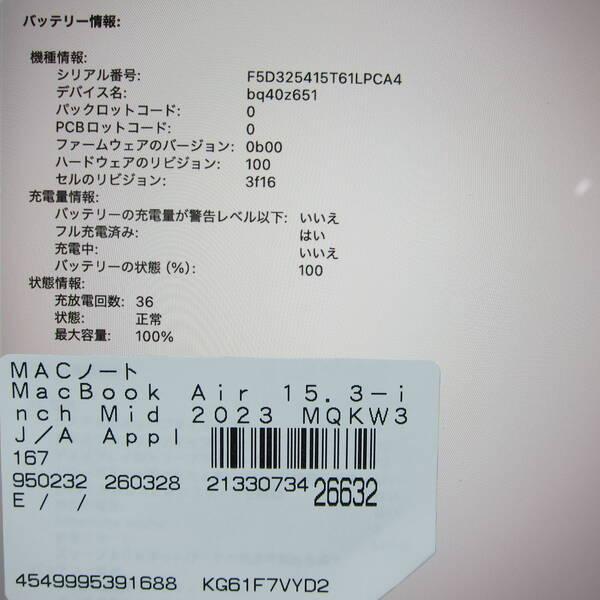 バッテリー情報:
機種情報:
シリアル番号: F5D325415T61LPCA4
デバイス名: bq40z651
パックロットコード: 0
PCBロットコード: 0
ファームウェアのバージョン: 0b00
ハードウェアのリビジョン: 100
セルのリビジョン: 3f16
充電量情報:
バッテリーの充電量が警告レベル以下: いいえ
フル充電済み: はい
充電中: いいえ
バッテリーの状態 (%): 100
状態情報:
充放電回数: 36
状態: 正常
最大容量: 100%
MACノート
MacBook Air 15.3-i
nch Mid 2023 MQKW3
J/A Appl
167
950232 260328 21330734 26632
E / /
4549995391688 KG61F7VYD2